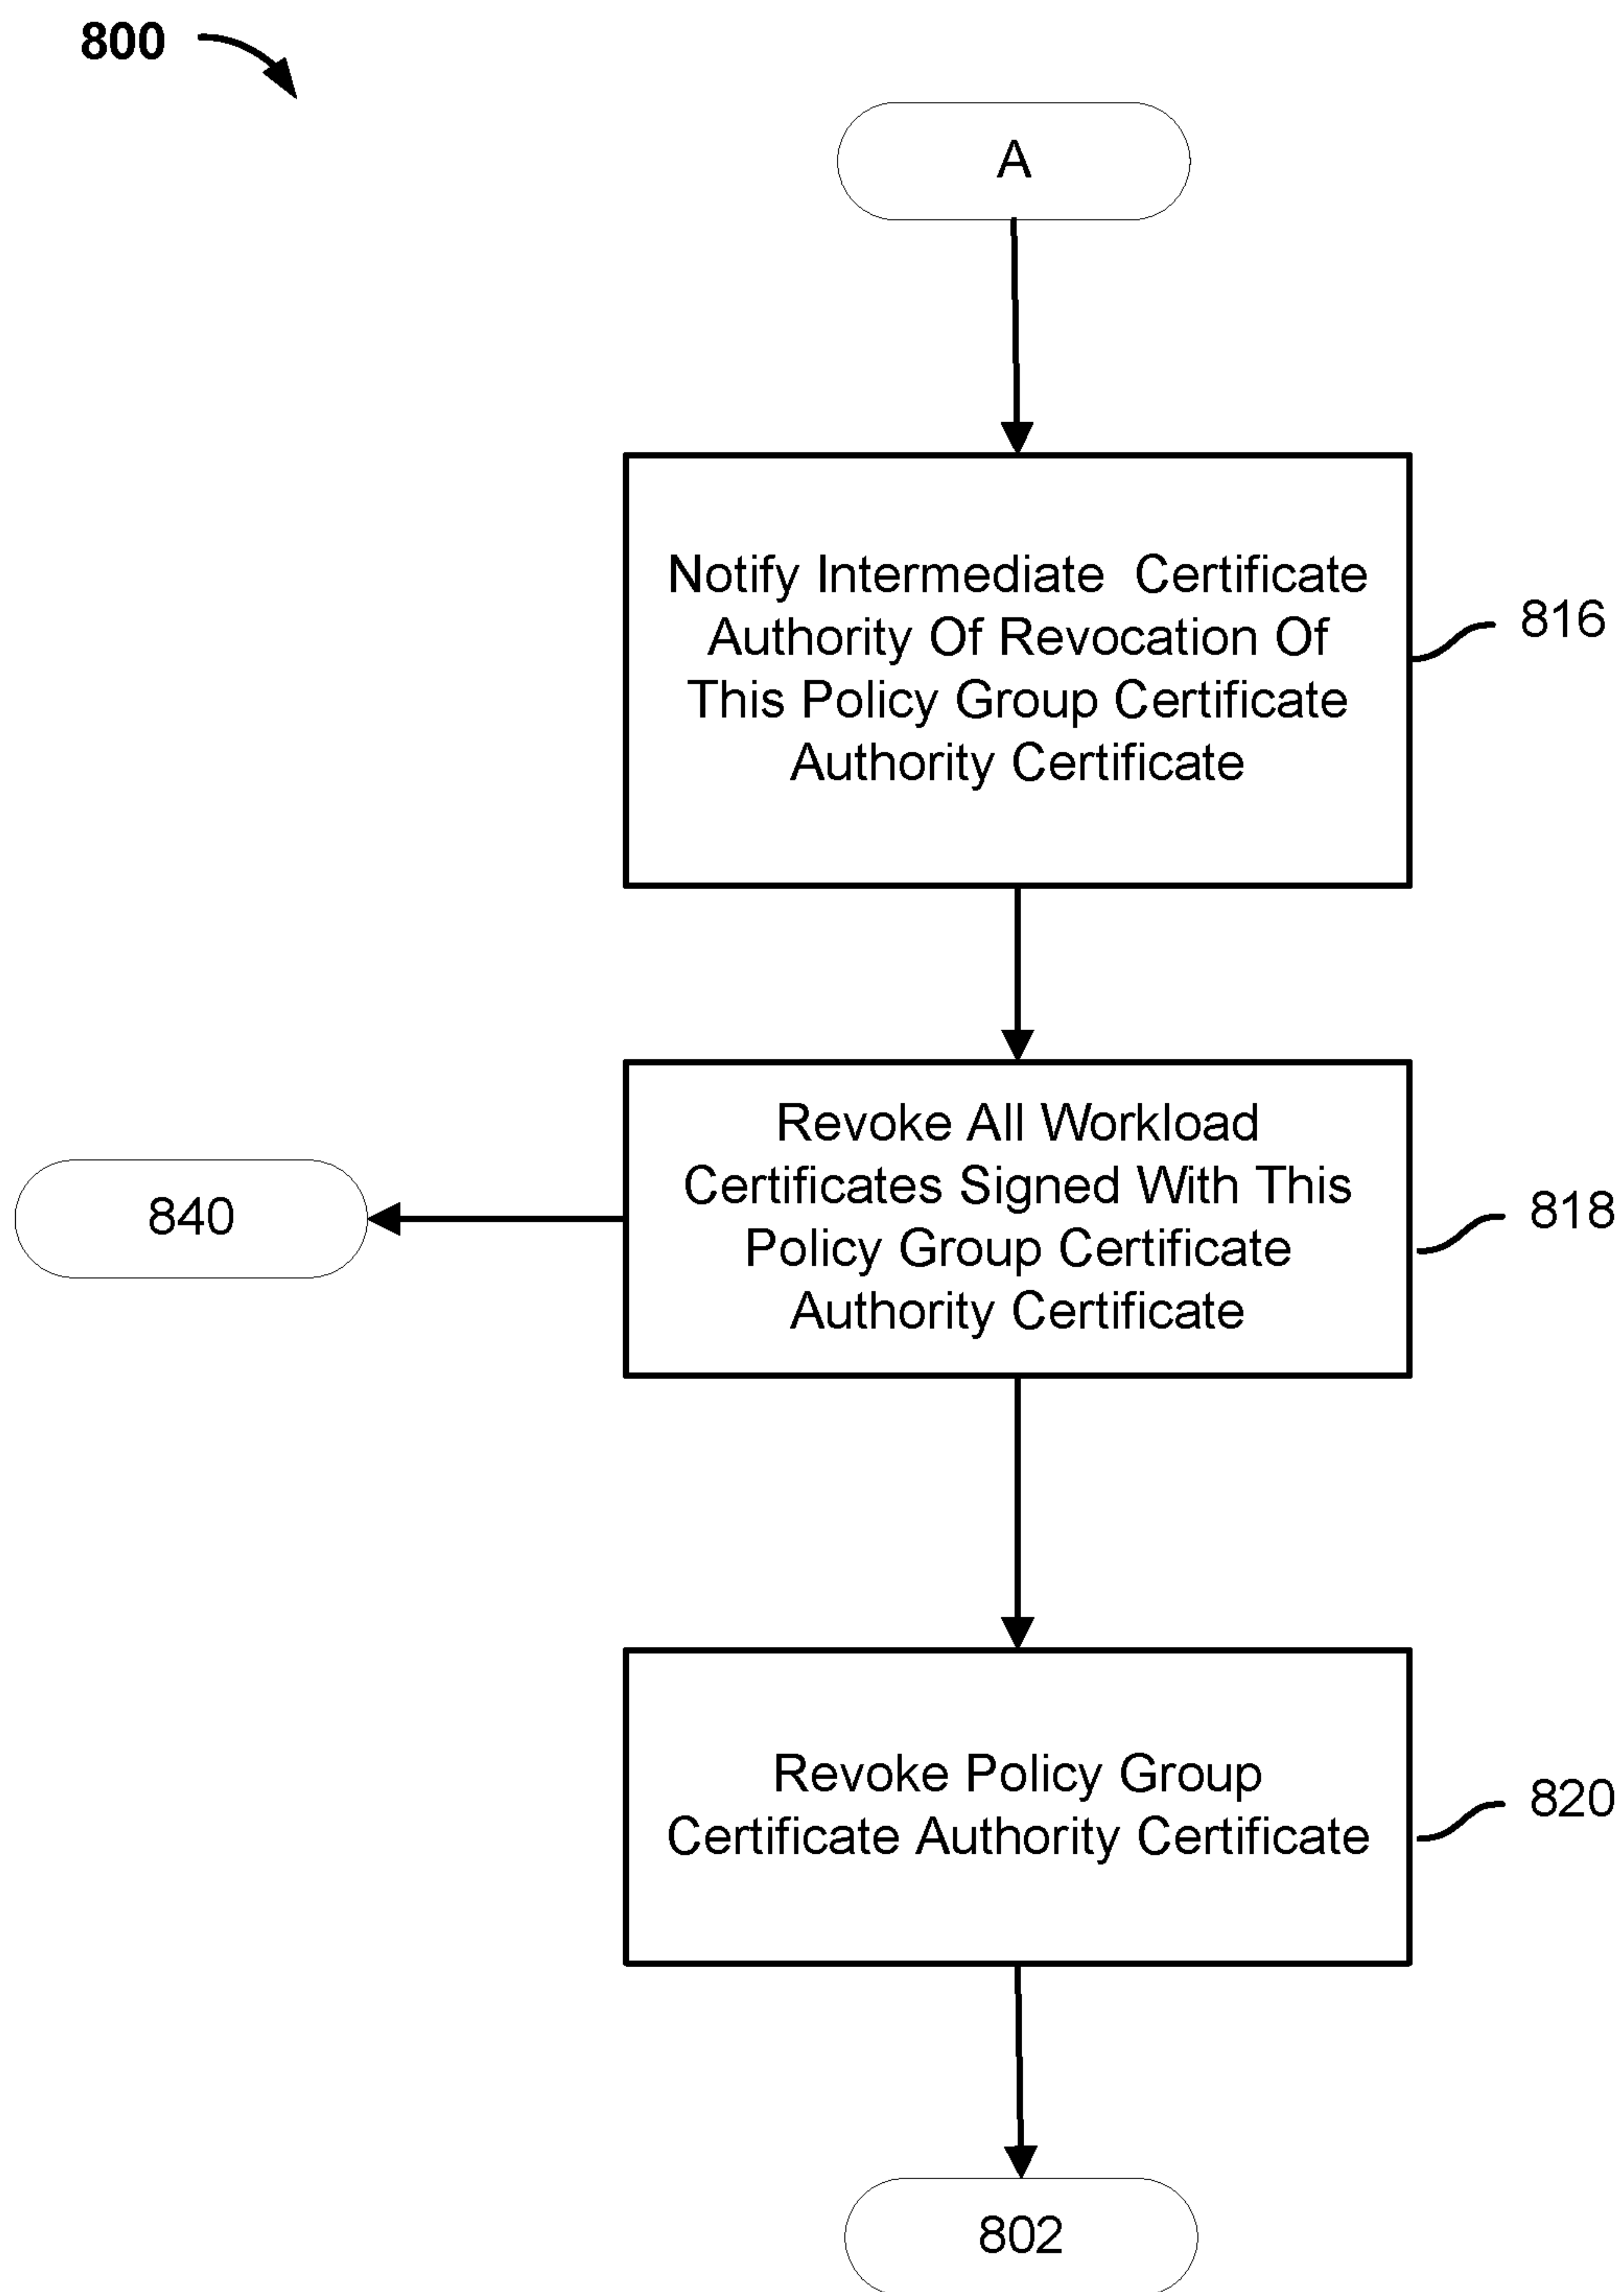 800
A
Notify Intermediate Certificate
Authority Of Revocation Of
This Policy Group Certificate
Authority Certificate
816
Revoke All Workload
Certificates Signed With This
Policy Group Certificate
Authority Certificate
818
840
Revoke Policy Group
Certificate Authority Certificate
820
802